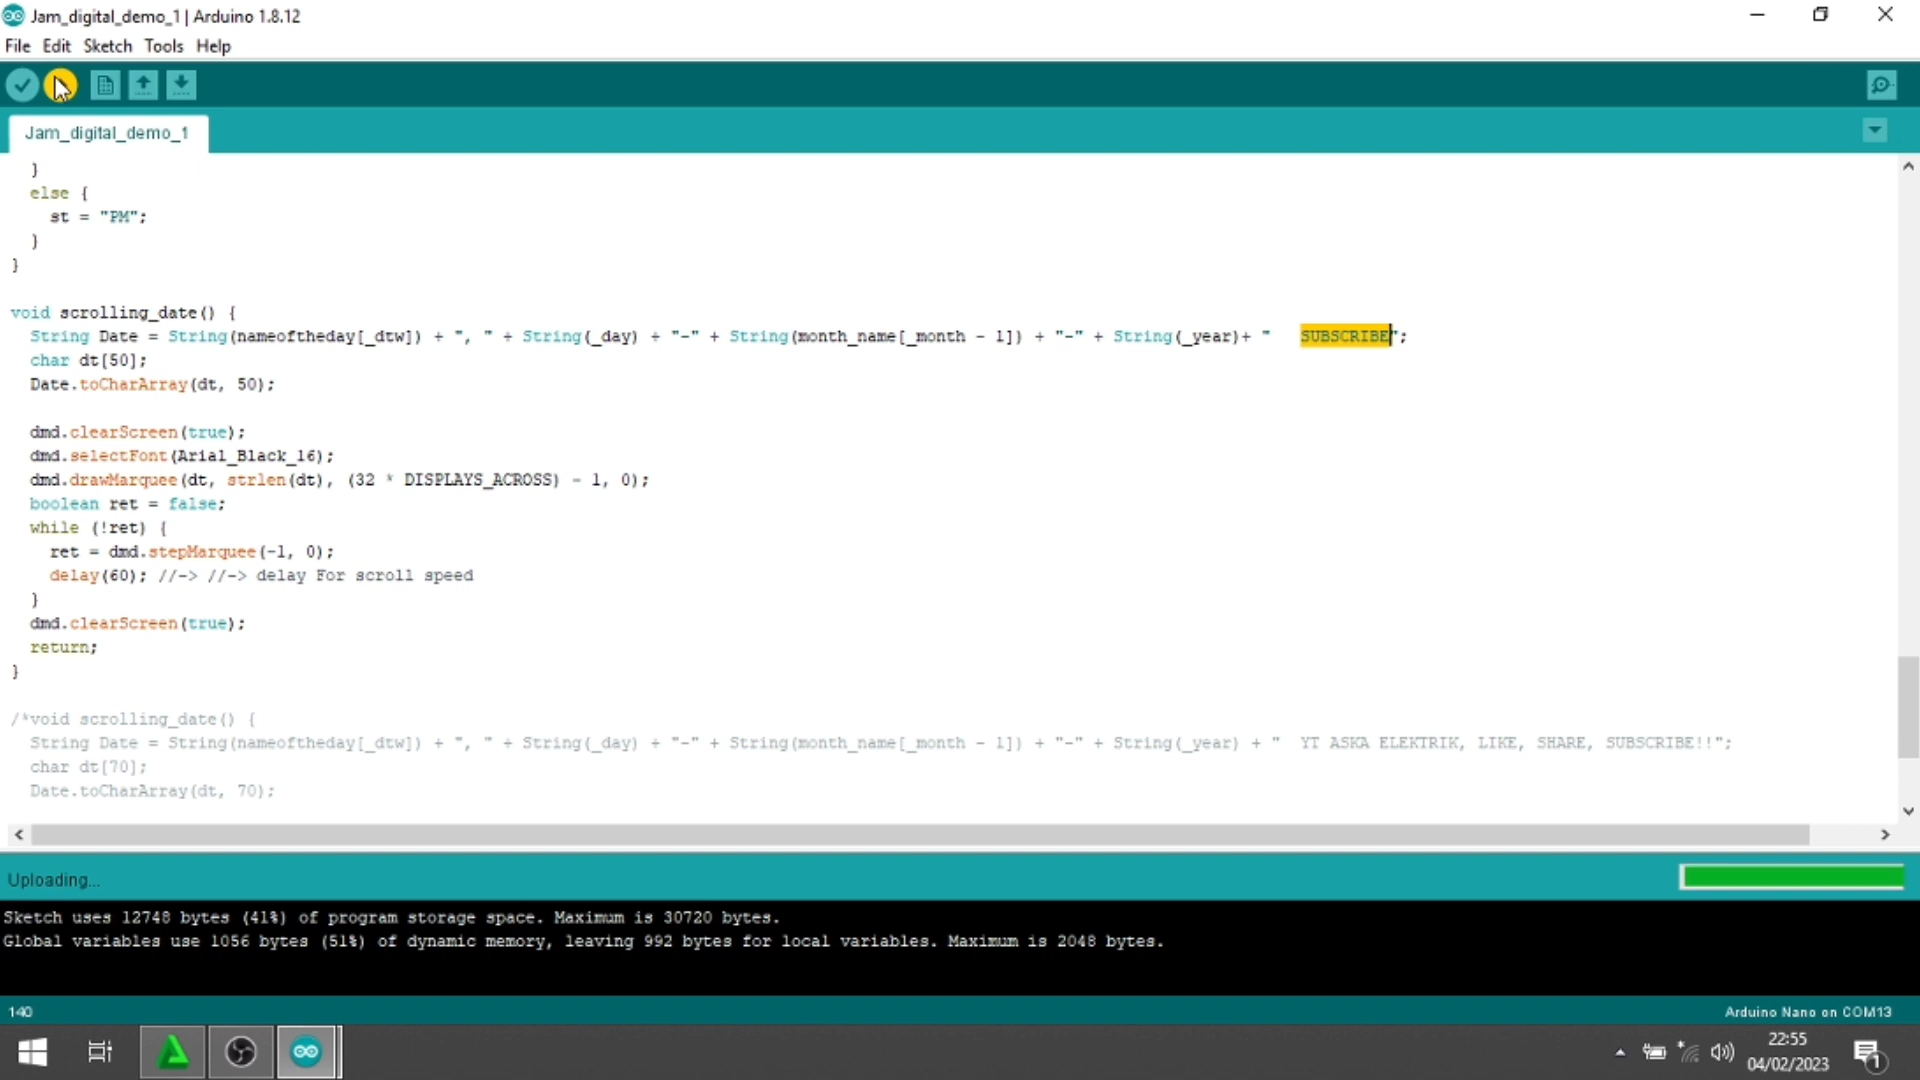 Jam_digital_demo_1 | Arduino 1.8.12
File Edit Sketch Tools Help
Jam_digital_demo_1
}
else {
st = "PM";
}
}
void scrolling_date() {
String Date = String(nameoftheday[_dtw]) + ", " + String(_day) + "-" + String(month_name[_month - 1]) + "-" + String(_year)+ "   SUBSCRIBE";
char dt[50];
Date.toCharArray(dt, 50);
dmd.clearScreen(true);
dmd.selectFont(Arial_Black_16);
dmd.drawMarquee(dt, strlen(dt), (32 * DISPLAYS_ACROSS) - 1, 0);
boolean ret = false;
while (!ret) {
ret = dmd.stepMarquee(-1, 0);
delay(60); //-> //-> delay For scroll speed
}
dmd.clearScreen(true);
return;
}
/*void scrolling_date() {
String Date = String(nameoftheday[_dtw]) + ", " + String(_day) + "-" + String(month_name[_month - 1]) + "-" + String(_year) + "  YT ASKA ELEKTRIK, LIKE, SHARE, SUBSCRIBE!!";
char dt[70];
Date.toCharArray(dt, 70);
Uploading...
Sketch uses 12748 bytes (41%) of program storage space. Maximum is 30720 bytes.
Global variables use 1056 bytes (51%) of dynamic memory, leaving 992 bytes for local variables. Maximum is 2048 bytes.
140
Arduino Nano on COM13
22:55
04/02/2023
1